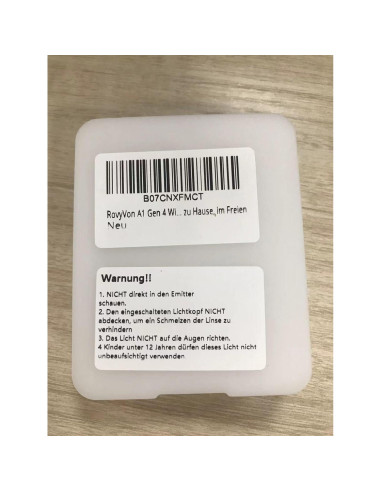 B07CNXFMCT
RovyVon A1 Gen 4 Wi... zu Hause,,im Freien
Neu
Warnung!!
1. NICHT direkt in den Emitter
schauen.
2. Den eingeschalteten Lichtkopf NICHT
abdecken, um ein Schmelzen der Linse zu
verhindern
3. Das Licht NICHT auf die Augen richten.
4 Kinder unter 12 Jahren dürfen dieses Licht nicht
unbeaufsichtigt verwenden